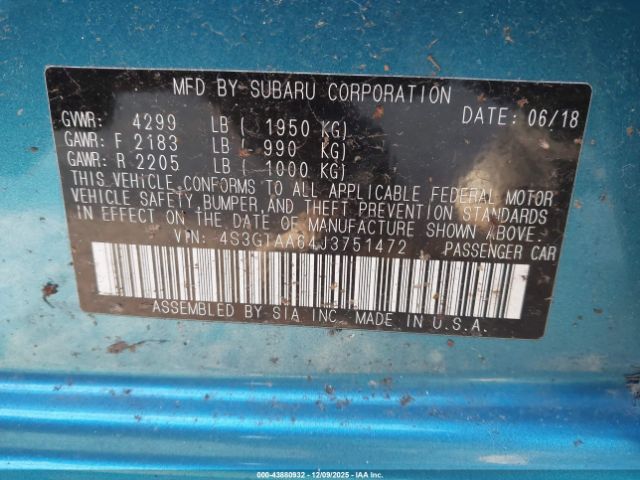 MFD BY SUBARU CORPORATION DATE: 06/18
GVWR: 4299 LB ( 1950 KG)
GAWR: F 2183 LB ( 990 KG)
GAWR: R 2205 LB ( 1000 KG)
THIS VEHICLE CONFORMS TO ALL APPLICABLE FEDERAL MOTOR
VEHICLE SAFETY, BUMPER, AND THEFT PREVENTION STANDARDS
IN EFFECT ON THE DATE OF MANUFACTURE SHOWN ABOVE.
VIN: 4S3GTAA64J3751472 PASSENGER CAR
ASSEMBLED BY SIA INC. MADE IN U.S.A.
000-43880932 - 12/09/2025 - IAA Inc.